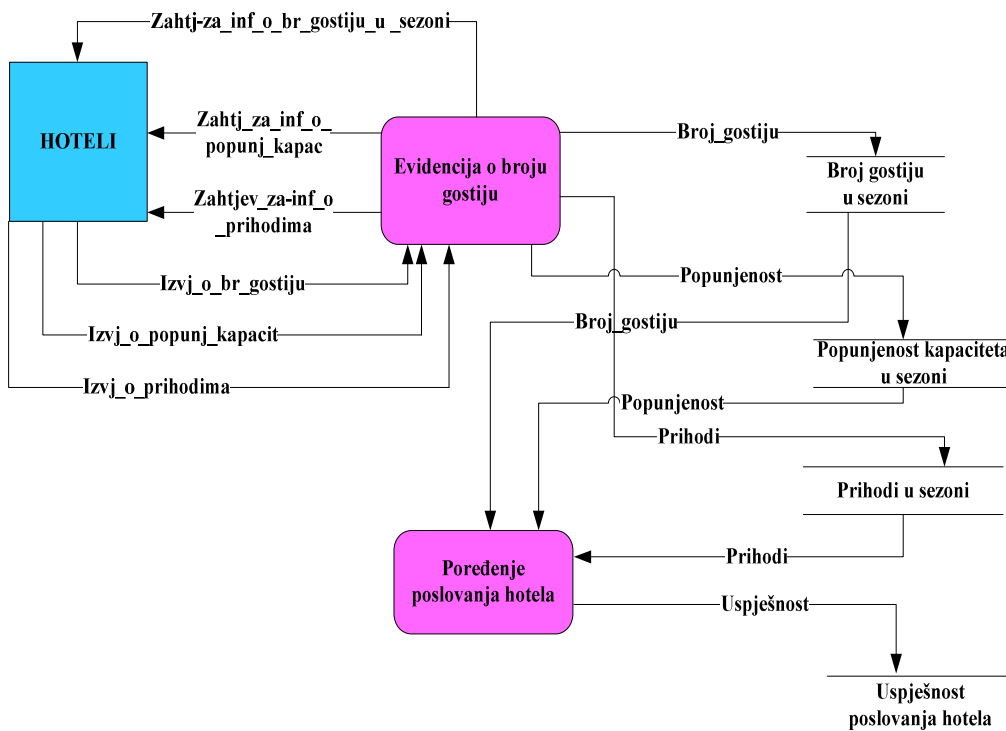 Zahtj-za_inf_o_br_gostiju_u _sezoni
HOTELI
Zahtj_za_inf_o_
popunj_kapac
Zahtjev_za-inf_o
_prihodima
Evidencija o broju
gostiju
Broj_gostiju
Broj gostiju
u sezoni
Izvj_o_br_gostiju
Popunjenost
Izvj_o_popunj_kapacit
Broj_gostiju
Popunjenost kapaciteta
u sezoni
Izvj_o_prihodima
Popunjenost
Prihodi
Prihodi u sezoni
Prihodi
Poređenje
poslovanja hotela
Uspješnost
Uspješnost
poslovanja hotela